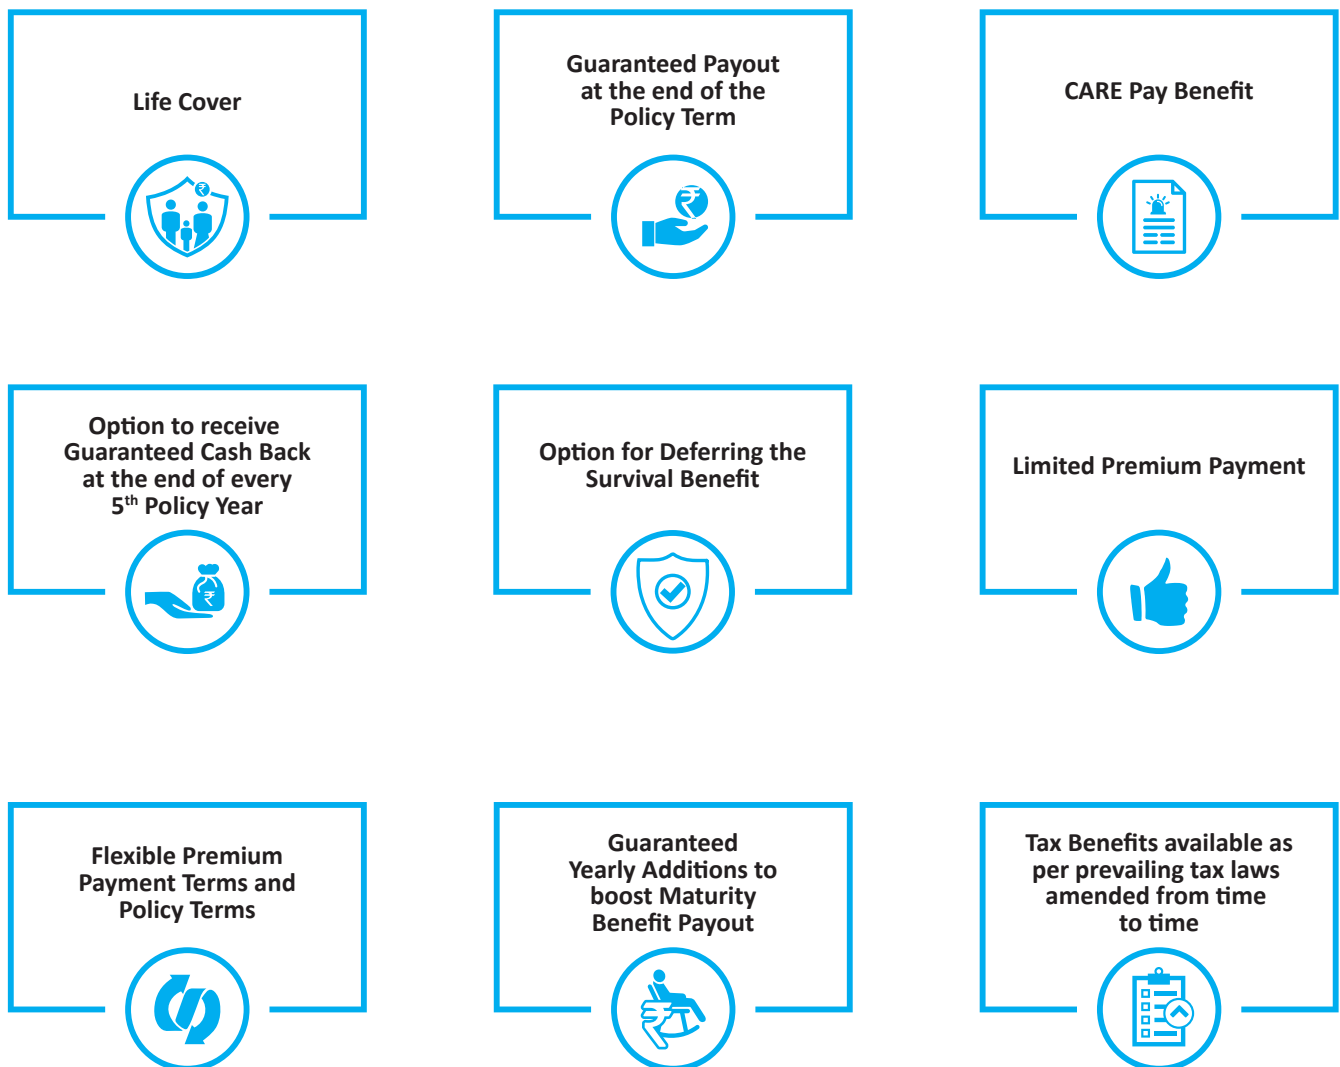 Life Cover
Guaranteed Payout
at the end of the
Policy Term
CARE Pay Benefit
Option to receive
Guaranteed Cash Back
at the end of every
5th Policy Year
Option for Deferring the
Survival Benefit
Limited Premium Payment
Flexible Premium
Payment Terms and
Policy Terms
Guaranteed
Yearly Additions to
boost Maturity
Benefit Payout
Tax Benefits available as
per prevailing tax laws
amended from time
to time